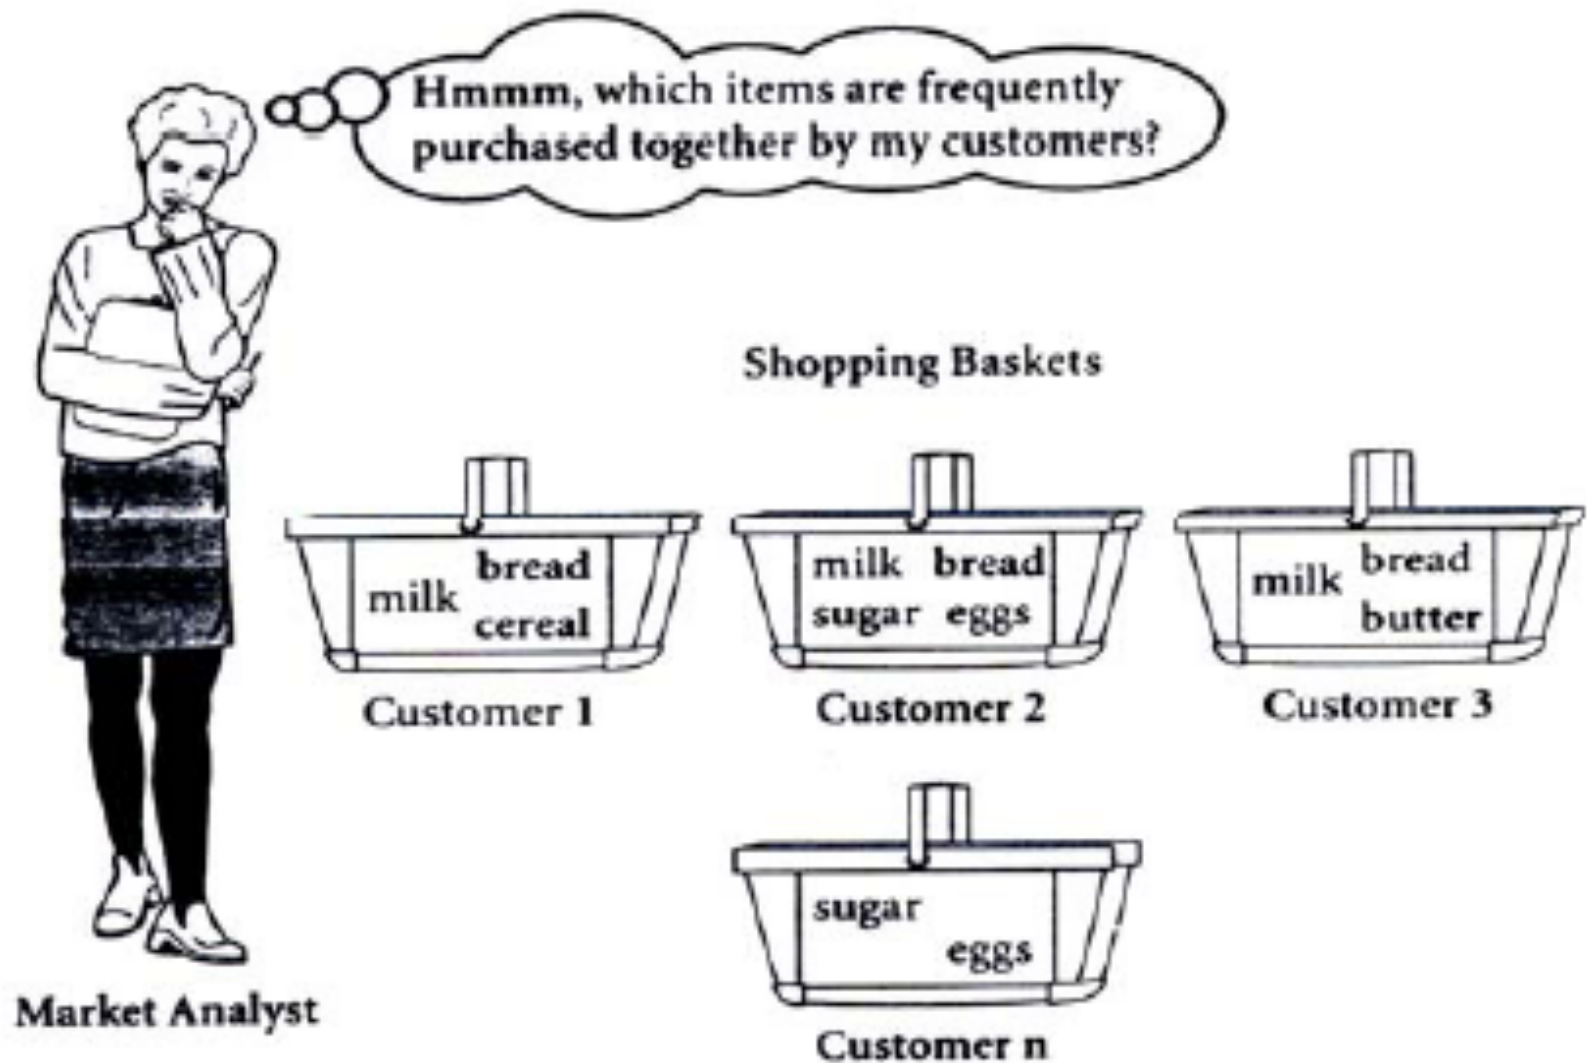 Hmmm, which items are frequently
purchased together by my customers?
Shopping Baskets
milk bread
cereal
Customer 1
milk bread
sugar eggs
Customer 2
milk bread
butter
Customer 3
sugar
eggs
Customer n
Market Analyst